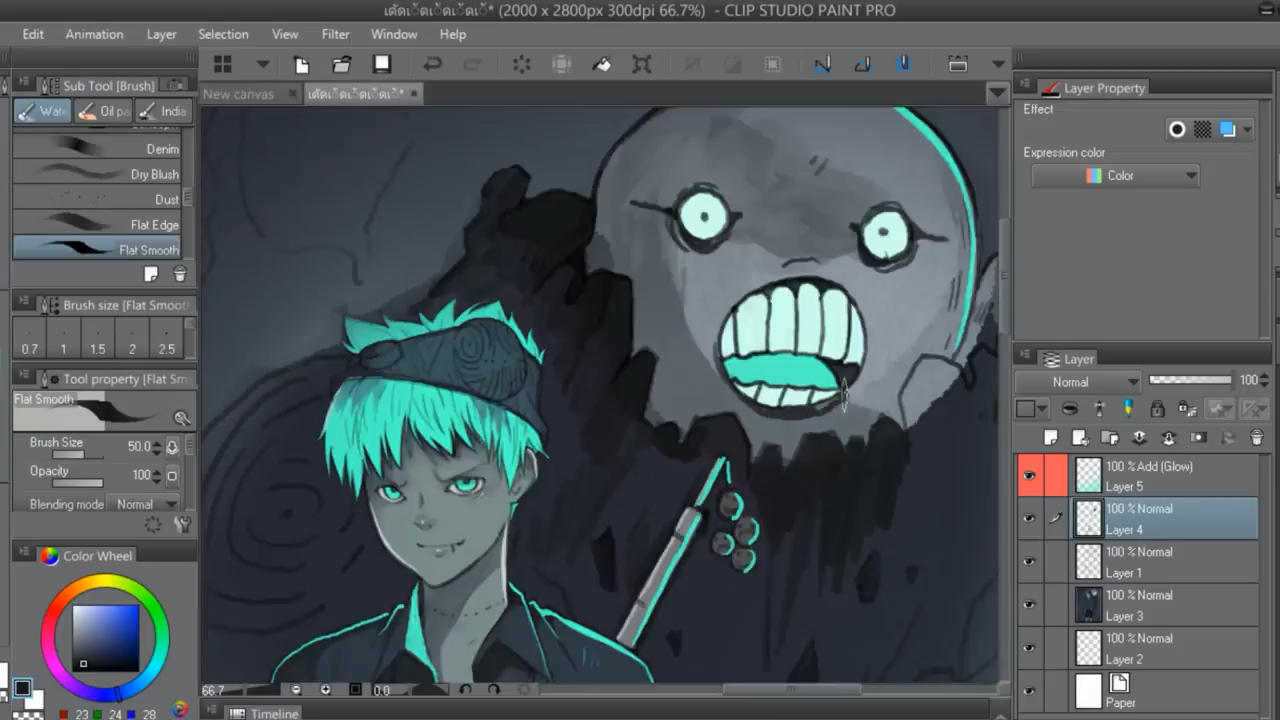 (2000 x 2800px 300dpi 66.7%) - CLIP STUDIO PAINT PRO
Edit Animation Layer Selection View Filter Window Help
Sub Tool [Brush]
New canvas
Layer Property
Effect
Wate Oil pa India
Denim
Dry Blush
Dust
Flat Edge
Flat Smooth
Expression color
Color
Brush size [Flat Smoot
0.7 1 1.5 2 2.5
Tool property [Flat Sm
Flat Smooth
Brush Size 50.0
Opacity 100
Blending mode Normal
Color Wheel
23 24 28
66.7 0.0
Timeline
Layer
Normal 100
100 % Add (Glow)
Layer 5
100 % Normal
Layer 4
100 % Normal
Layer 1
100 % Normal
Layer 3
100 % Normal
Layer 2
Paper